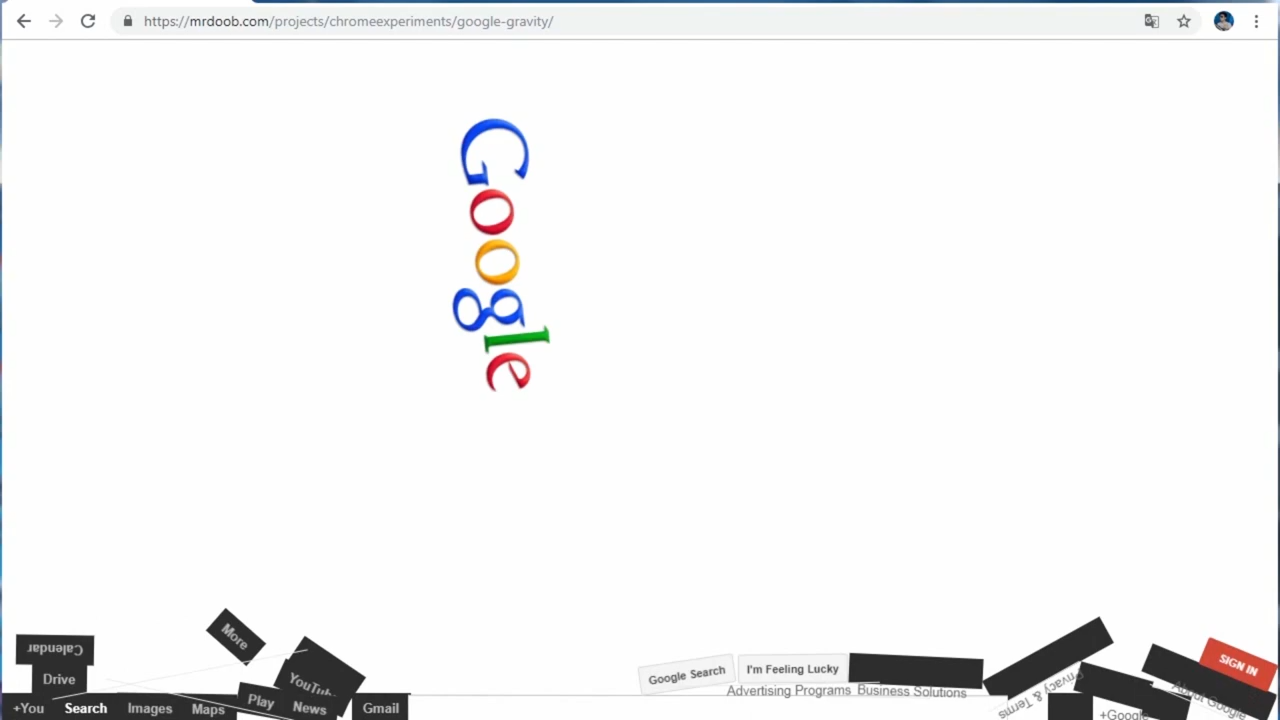 https://mrdoob.com/projects/chromeexperiments/google-gravity/
Google
More
Calendar
Drive
YouTu
SIGN IN
Google Search
I'm Feeling Lucky
Advertising Programs
Business Solutions
Privacy & Terms
About Google
+You
Search
Images
Maps
Play
News
Gmail
+Google